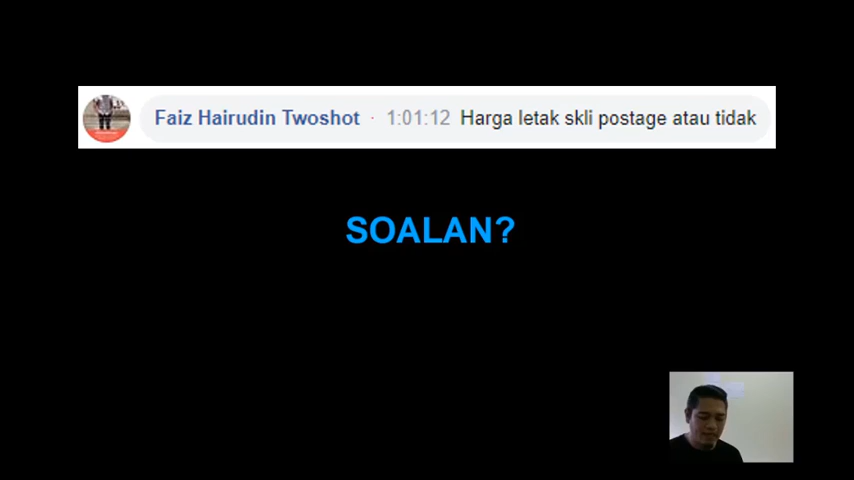 Faiz Hairudin Twoshot · 1:01:12 Harga letak skli postage atau tidak
SOALAN?